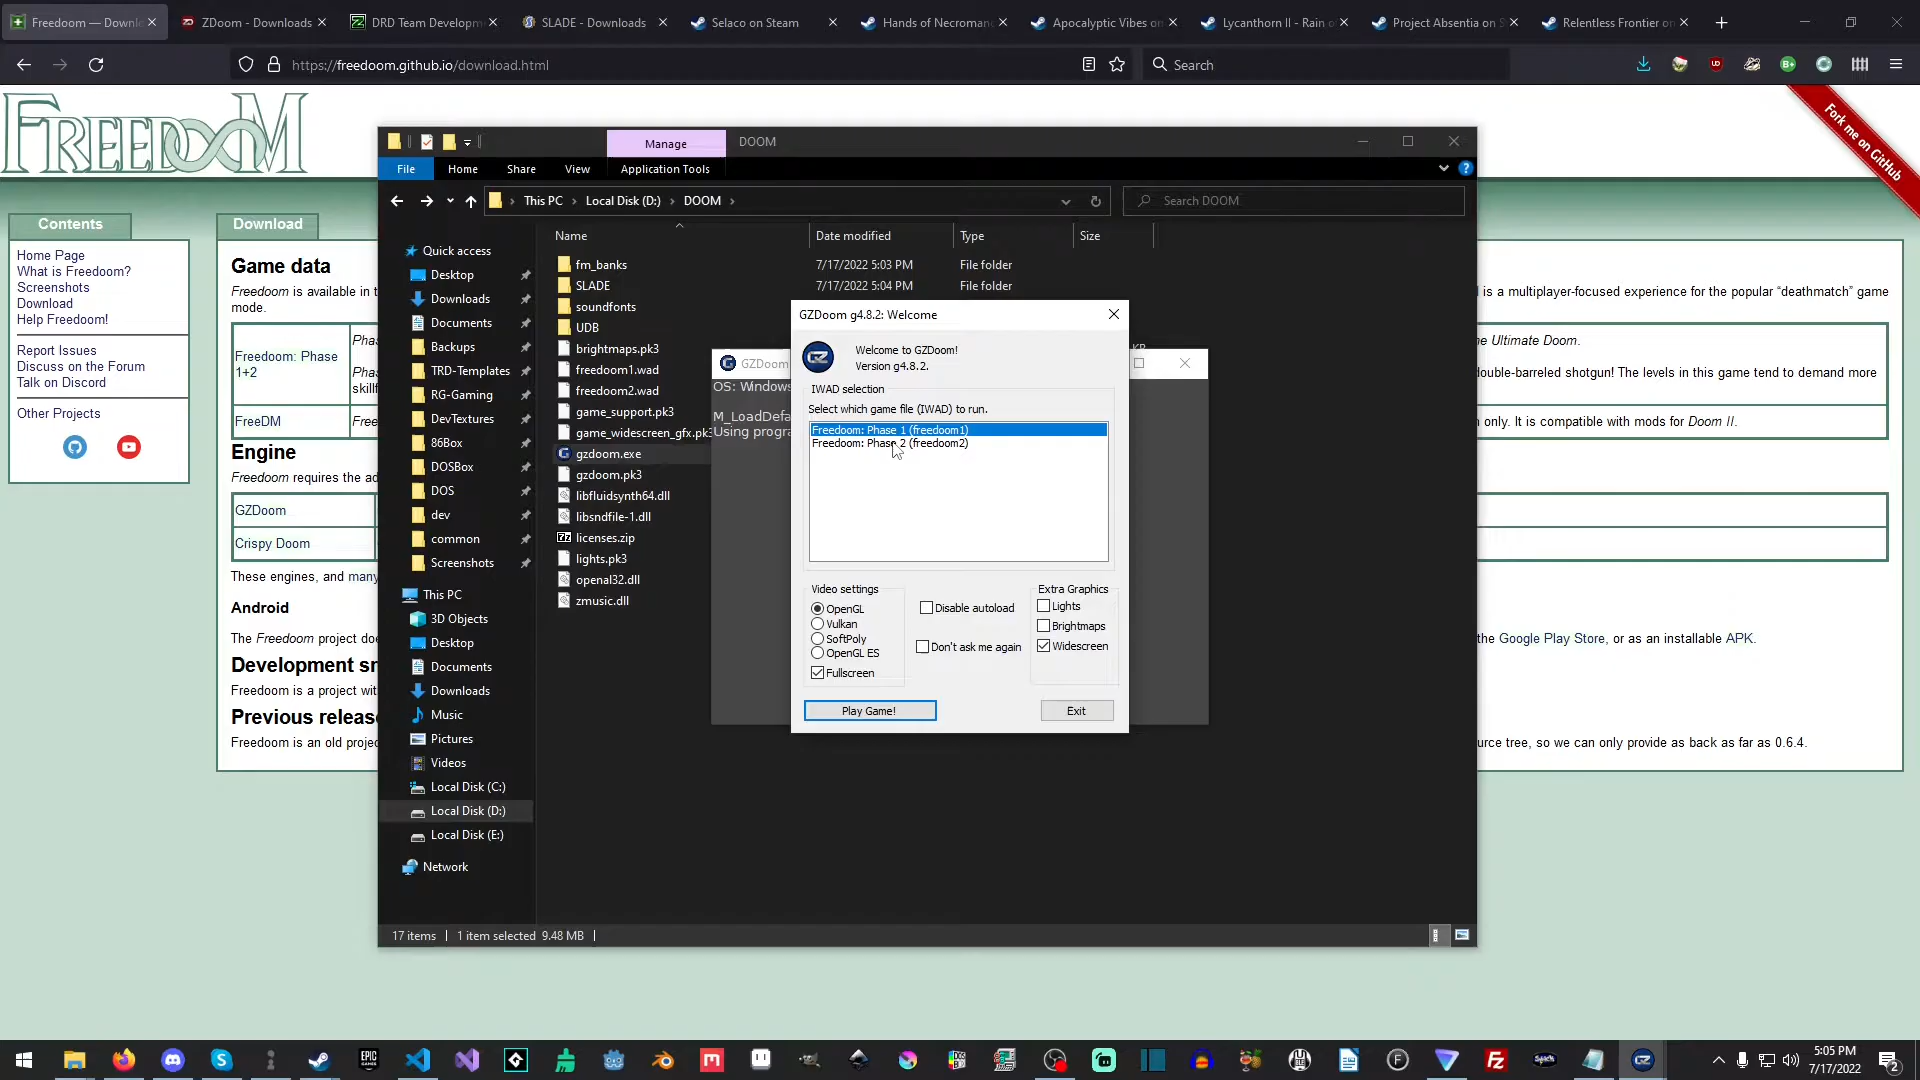 Freedoom — Downl
ZDoom - Downloads
DRD Team Developm
SLADE - Downloads
Selaco on Steam
Hands of Necroman
Apocalyptic Vibes on
Lycanthorn II - Rain o
Project Absentia on S
Relentless Frontier on
https://freedoom.github.io/download.html
Search
FREEDOOM
Fork me on GitHub
Contents
Home Page
What is Freedoom?
Screenshots
Download
Help Freedoom!
Report Issues
Discuss on the Forum
Talk on Discord
Other Projects
Download
Game data
Freedoom is available in t
mode.
is a multiplayer-focused experience for the popular “deathmatch” game
Freedoom: Phase
1+2
Phas
Phas
skillf
he Ultimate Doom.
double-barreled shotgun! The levels in this game tend to demand more
FreeDM
Free
n only. It is compatible with mods for Doom II.
Engine
Freedoom requires the ad
GZDoom
Crispy Doom
These engines, and many
Android
The Freedoom project doe
the Google Play Store, or as an installable APK.
Development sn
Freedoom is a project wit
Previous release
Freedoom is an old projec
urce tree, so we can only provide as back as far as 0.6.4.
Manage
DOOM
File
Home
Share
View
Application Tools
This PC
Local Disk (D:)
DOOM
Search DOOM
Name
Date modified
Type
Size
Quick access
Desktop
Downloads
Documents
Backups
TRD-Templates
RG-Gaming
DevTextures
86Box
DOSBox
DOS
dev
common
Screenshots
This PC
3D Objects
Desktop
Documents
Downloads
Music
Pictures
Videos
Local Disk (C:)
Local Disk (D:)
Local Disk (E:)
Network
fm_banks
7/17/2022 5:03 PM
File folder
SLADE
7/17/2022 5:04 PM
File folder
soundfonts
UDB
brightmaps.pk3
KB
freedoom1.wad
freedoom2.wad
game_support.pk3
game_widescreen_gfx.pk3
gzdoom.exe
gzdoom.pk3
libfluidsynth64.dll
libsndfile-1.dll
licenses.zip
lights.pk3
openal32.dll
zmusic.dll
17 items
1 item selected 9.48 MB
GZDoom
OS: Windows
M_LoadDefa
Using progra
GZDoom g4.8.2: Welcome
Welcome to GZDoom!
Version g4.8.2.
IWAD selection
Select which game file (IWAD) to run.
Freedoom: Phase 1 (freedoom1)
Freedoom: Phase 2 (freedoom2)
Video settings
OpenGL
Vulkan
SoftPoly
OpenGL ES
Fullscreen
Disable autoload
Don't ask me again
Extra Graphics
Lights
Brightmaps
Widescreen
Play Game!
Exit
5:05 PM
7/17/2022
2